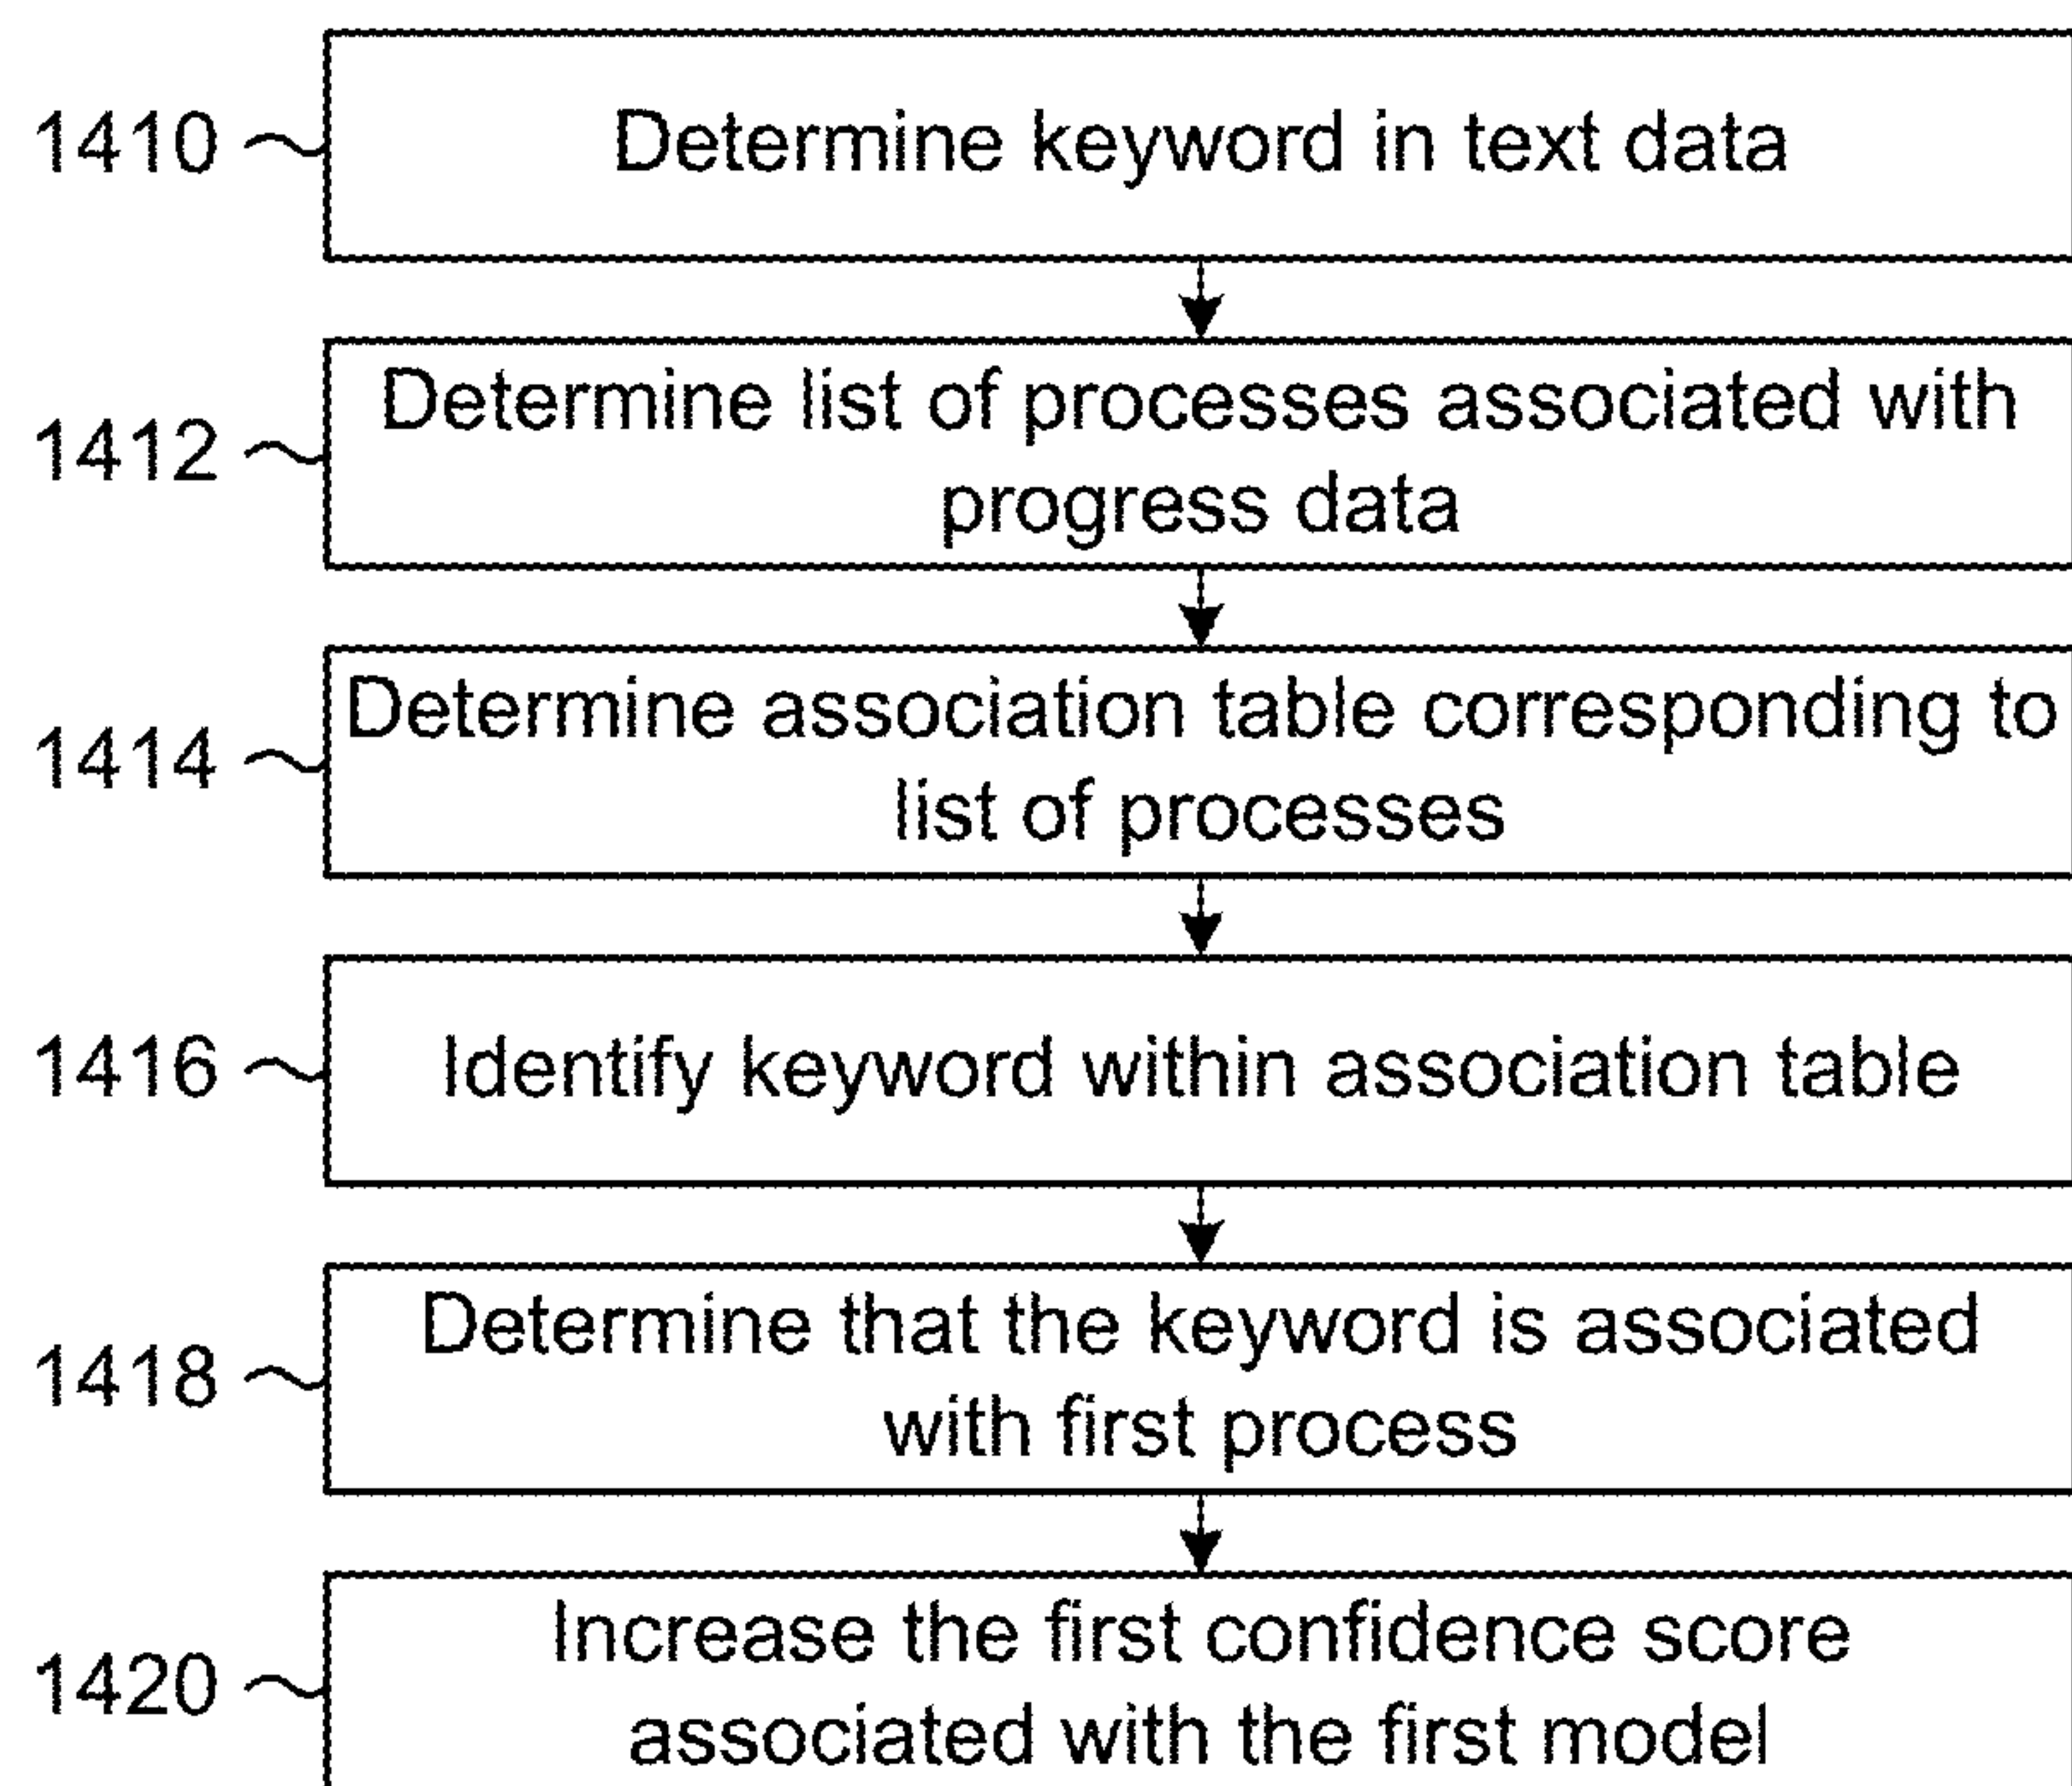 1410 Determine keyword in text data
1412 Determine list of processes associated with
progress data
1414 Determine association table corresponding to
list of processes
1416 Identify keyword within association table
1418 Determine that the keyword is associated
with first process
1420 Increase the first confidence score
associated with the first model